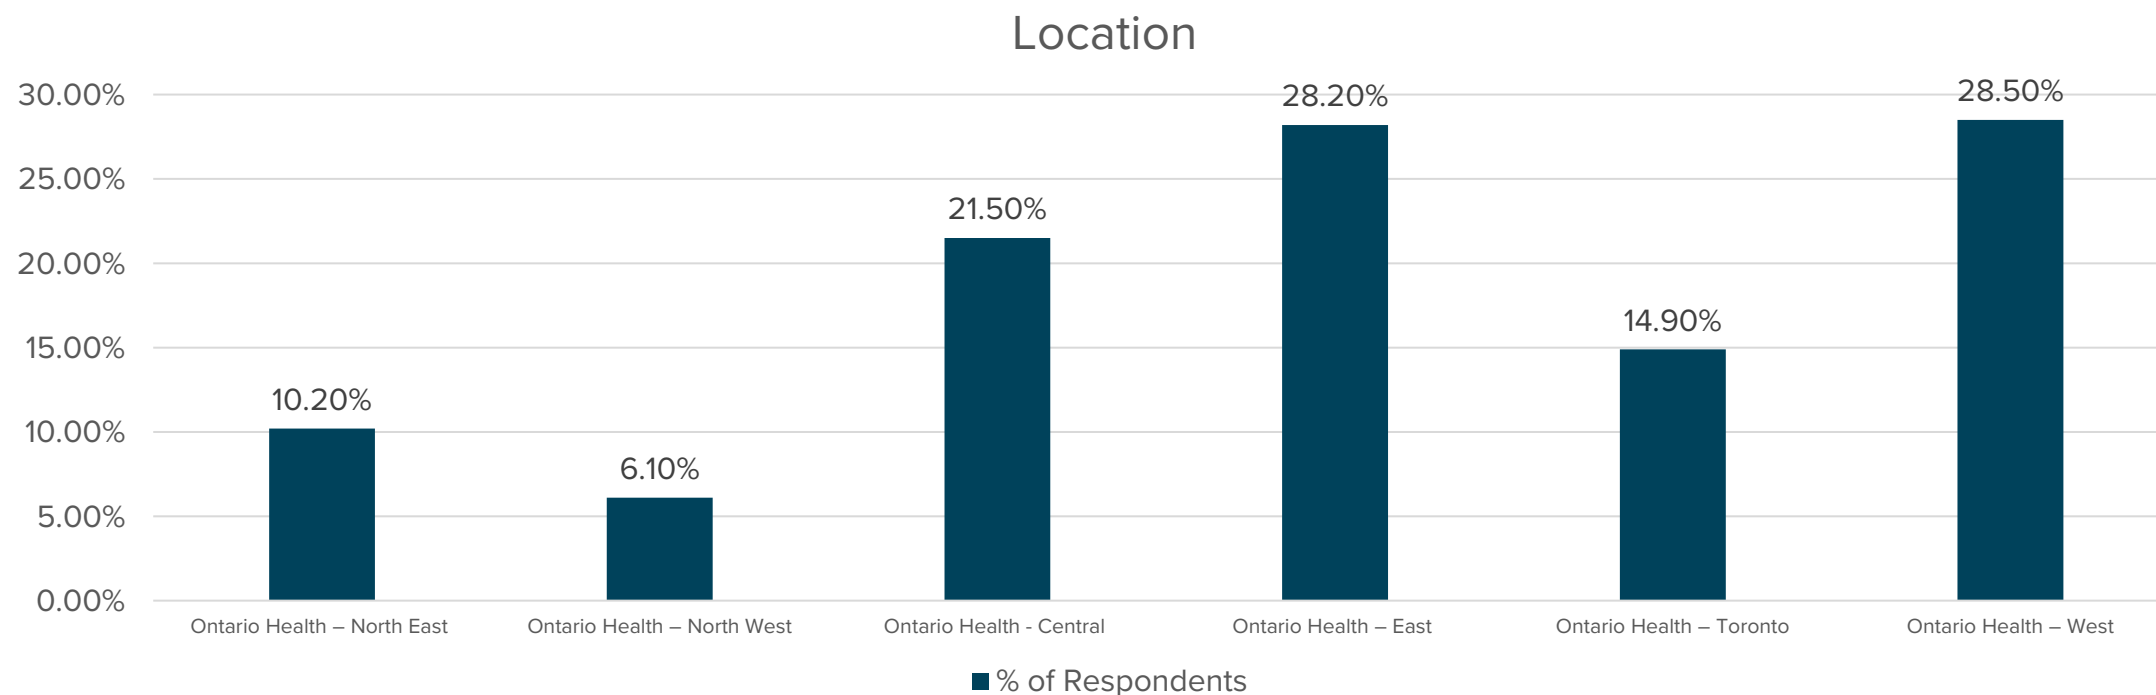 Location
30.00%
25.00%
20.00%
15.00%
10.00%
5.00%
0.00%
10.20%
6.10%
21.50%
28.20%
14.90%
28.50%
Ontario Health – North East
Ontario Health – North West
Ontario Health - Central
Ontario Health – East
Ontario Health – Toronto
Ontario Health – West
% of Respondents